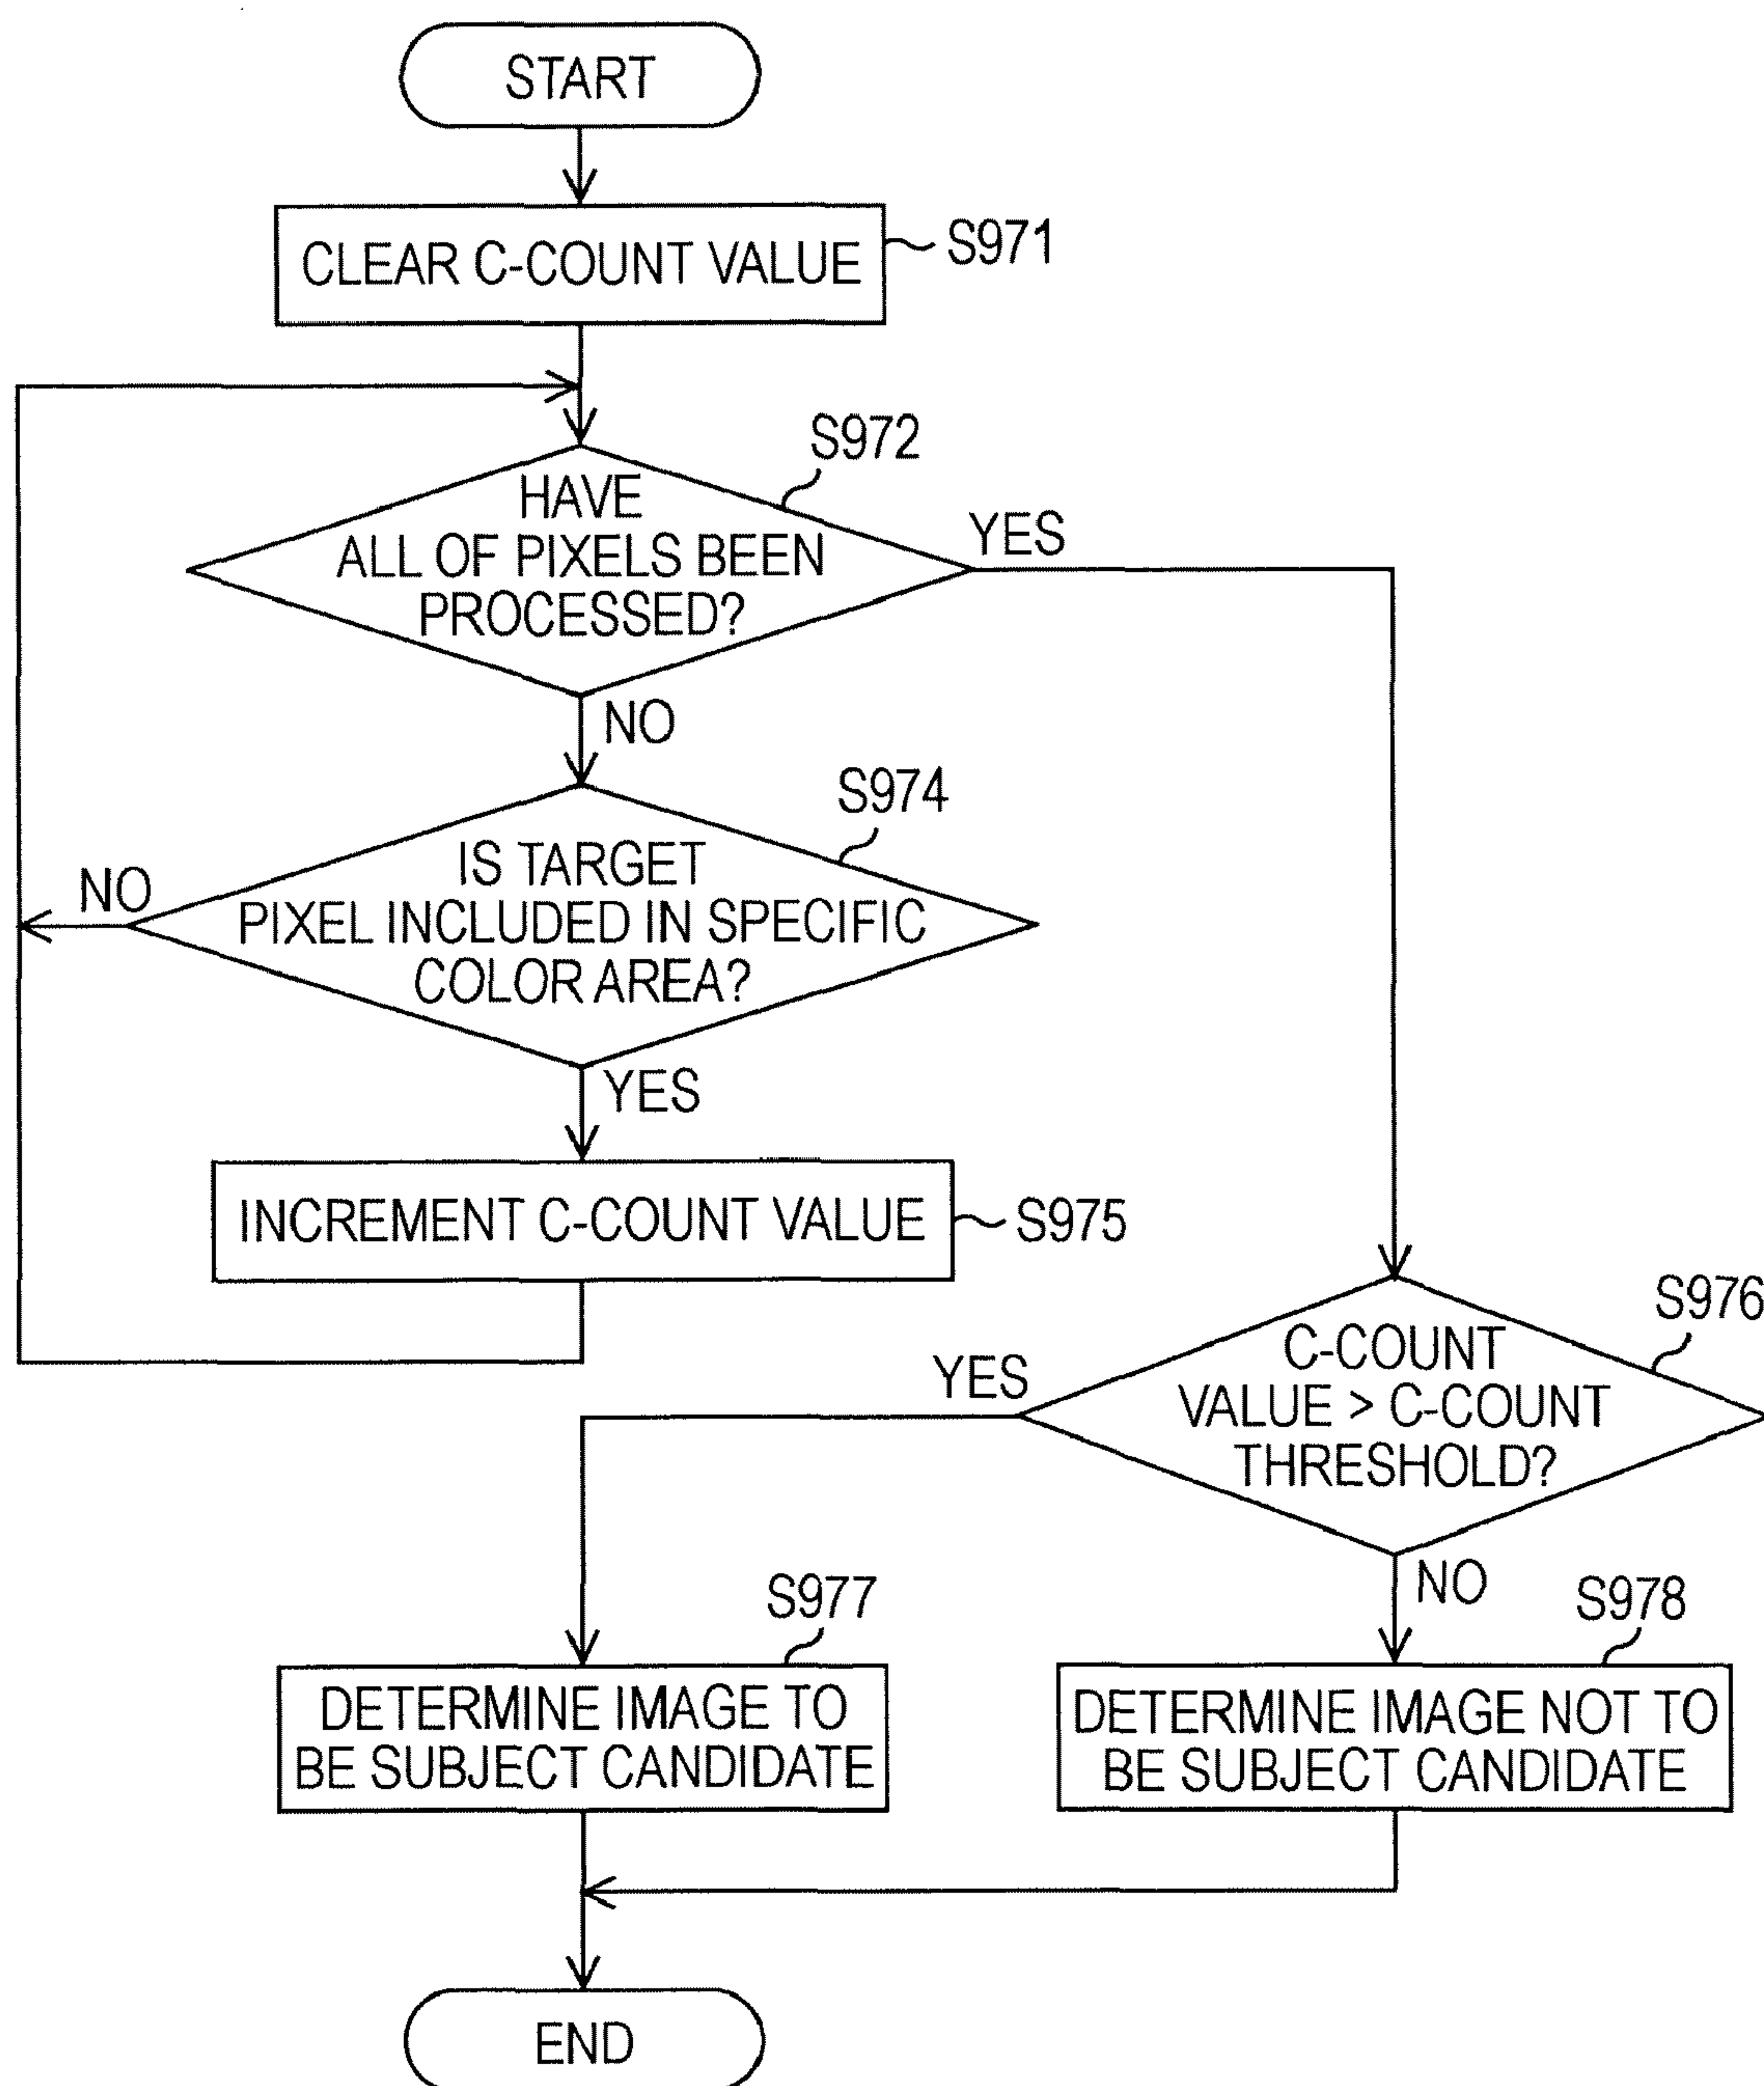 START
CLEAR C-COUNT VALUE
S971
S972
HAVE
ALL OF PIXELS BEEN
PROCESSED?
YES
NO
S974
IS TARGET
PIXEL INCLUDED IN SPECIFIC
COLOR AREA?
NO
YES
INCREMENT C-COUNT VALUE
S975
S976
C-COUNT
VALUE > C-COUNT
THRESHOLD?
YES
NO
S977
DETERMINE IMAGE TO
BE SUBJECT CANDIDATE
S978
DETERMINE IMAGE NOT TO
BE SUBJECT CANDIDATE
END